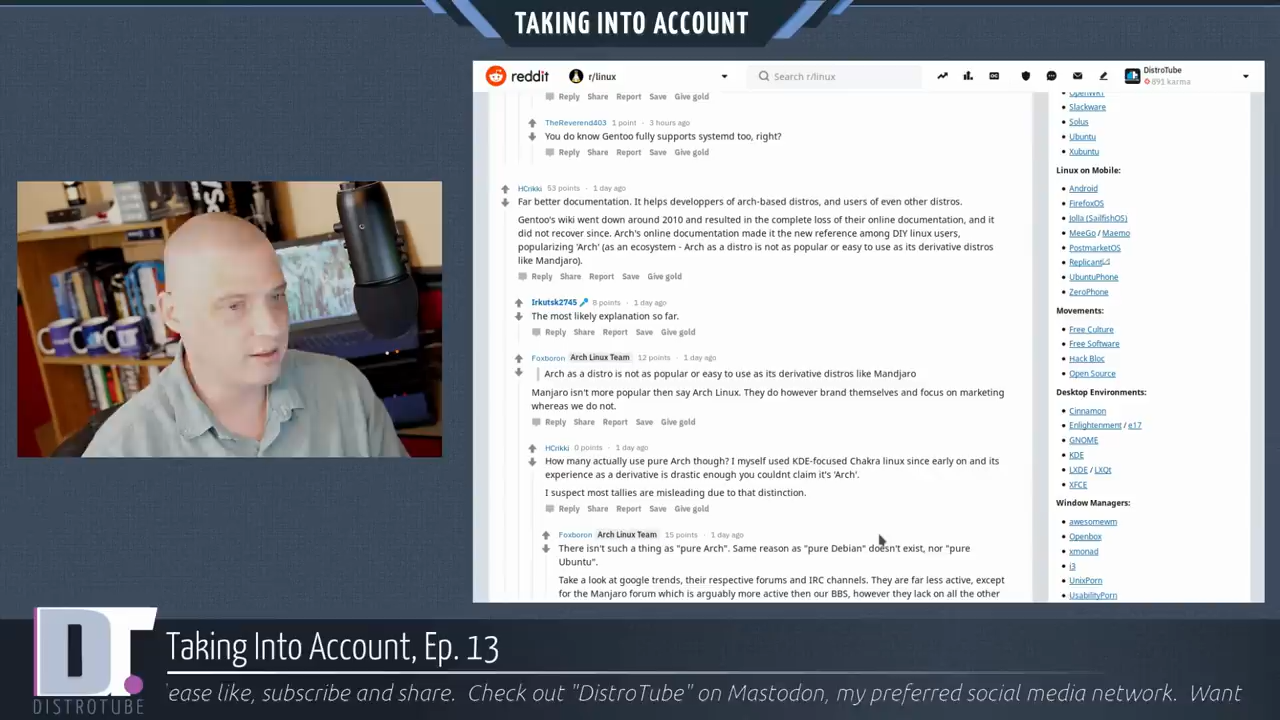 TAKING INTO ACCOUNT
reddit
r/linux
Search r/linux
DistroTube
891 karma
Reply Share Report Save Give gold
TheReverend403 1 point · 3 hours ago
You do know Gentoo fully supports systemd too, right?
Reply Share Report Save Give gold
HCrikki 53 points · 1 day ago
Far better documentation. It helps developpers of arch-based distros, and users of even other distros.
Gentoo's wiki went down around 2010 and resulted in the complete loss of their online documentation, and it
did not recover since. Arch's online documentation made it the new reference among DIY linux users,
popularizing 'Arch' (as an ecosystem - Arch as a distro is not as popular or easy to use as its derivative distros
like Mandjaro).
Reply Share Report Save Give gold
Irkutsk2745 8 points · 1 day ago
The most likely explanation so far.
Reply Share Report Save Give gold
Foxboron Arch Linux Team 12 points · 1 day ago
Arch as a distro is not as popular or easy to use as its derivative distros like Mandjaro
Manjaro isn't more popular then say Arch Linux. They do however brand themselves and focus on marketing
whereas we do not.
Reply Share Report Save Give gold
HCrikki 0 points · 1 day ago
How many actually use pure Arch though? I myself used KDE-focused Chakra linux since early on and its
experience as a derivative is drastic enough you couldnt claim it's 'Arch'.
I suspect most tallies are misleading due to that distinction.
Reply Share Report Save Give gold
Foxboron Arch Linux Team 15 points · 1 day ago
There isn't such a thing as "pure Arch". Same reason as "pure Debian" doesn't exist, nor "pure
Ubuntu".
Take a look at google trends, their respective forums and IRC channels. They are far less active, except
for the Manjaro forum which is arguably more active then our BBS, however they lack on all the other
OpenWRT
Slackware
Solus
Ubuntu
Xubuntu
Linux on Mobile:
Android
FirefoxOS
Jolla (SailfishOS)
MeeGo / Maemo
PostmarketOS
Replicant
UbuntuPhone
ZeroPhone
Movements:
Free Culture
Free Software
Hack Bloc
Open Source
Desktop Environments:
Cinnamon
Enlightenment / e17
GNOME
KDE
LXDE / LXQt
XFCE
Window Managers:
awesomewm
Openbox
xmonad
i3
UnixPorn
UsabilityPorn
DT
DISTROTUBE
Taking Into Account, Ep. 13
ease like, subscribe and share. Check out "DistroTube" on Mastodon, my preferred social media network. Want